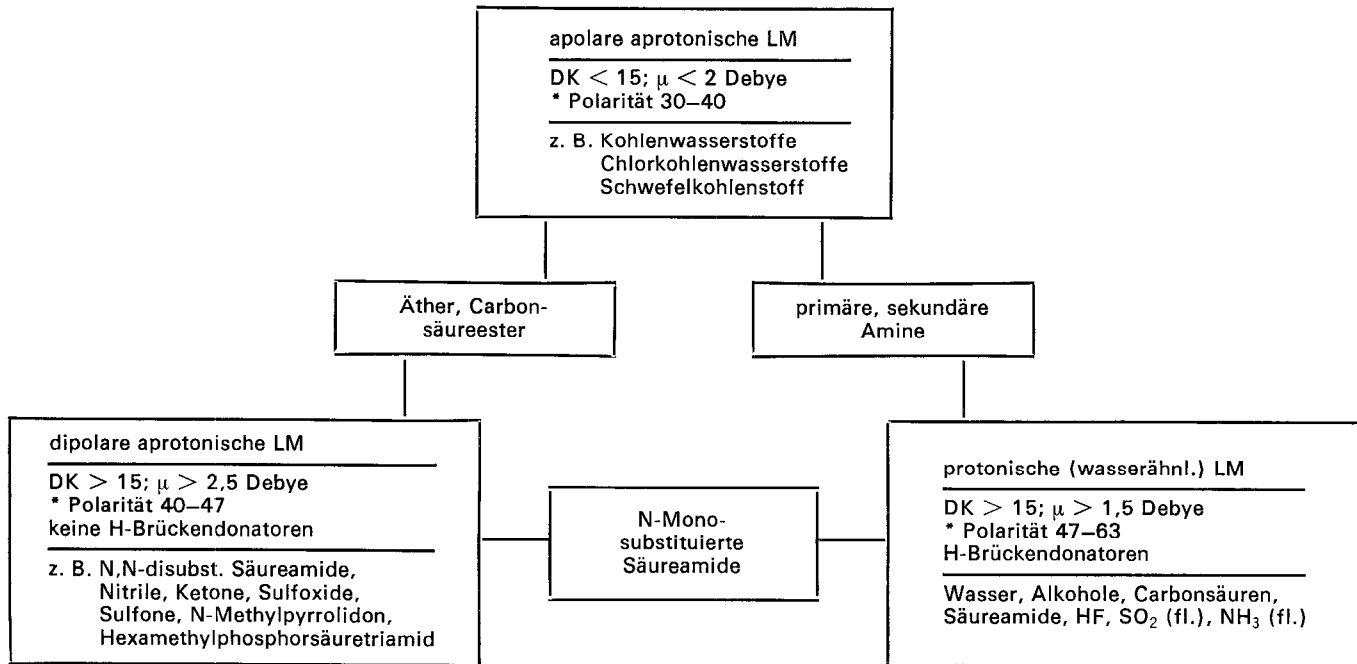 apolare aprotonische LM
DK < 15; μ < 2 Debye
* Polarität 30–40
z. B. Kohlenwasserstoffe
Chlorkohlenwasserstoffe
Schwefelkohlenstoff
Äther, Carbon-
säureester
primäre, sekundäre
Amine
dipolare aprotonische LM
DK > 15; μ > 2,5 Debye
* Polarität 40–47
keine H-Brückendonatoren
z. B. N,N-disubst. Säureamide,
Nitrile, Ketone, Sulfoxide,
Sulfone, N-Methylpyrrolidon,
Hexamethylphosphorsäuretriamid
N-Mono-
substituierte
Säureamide
protonische (wasserähnl.) LM
DK > 15; μ > 1,5 Debye
* Polarität 47–63
H-Brückendonatoren
Wasser, Alkohole, Carbonsäuren,
Säureamide, HF, SO₂ (fl.), NH₃ (fl.)